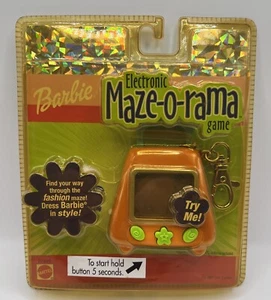 Electronic
Barbie
Maze-o-rama
game
Find your way
through the
fashion maze!
Dress Barbie®
in style!
Try
Me!
To start hold
button 5 seconds.
MATTEL